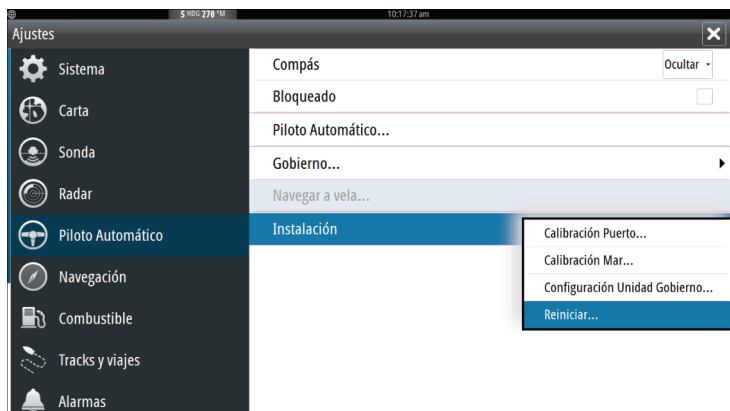 S HDG 270 °M
10:17:37 am
Ajustes
Sistema
Carta
Sonda
Radar
Piloto Automático
Navegación
Combustible
Tracks y viajes
Alarmas
Compás
Ocultar
Bloqueado
Piloto Automático...
Gobierno...
Navegar a vela...
Instalación
Calibración Puerto...
Calibración Mar...
Configuración Unidad Gobierno...
Reiniciar...